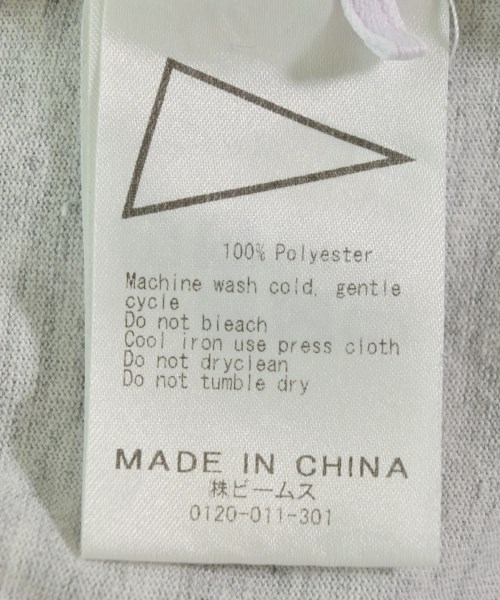 100% Polyester
Machine wash cold, gentle
cycle
Do not bleach
Cool iron use press cloth
Do not dryclean
Do not tumble dry
MADE IN CHINA
㈱ビームス
0120-011-301